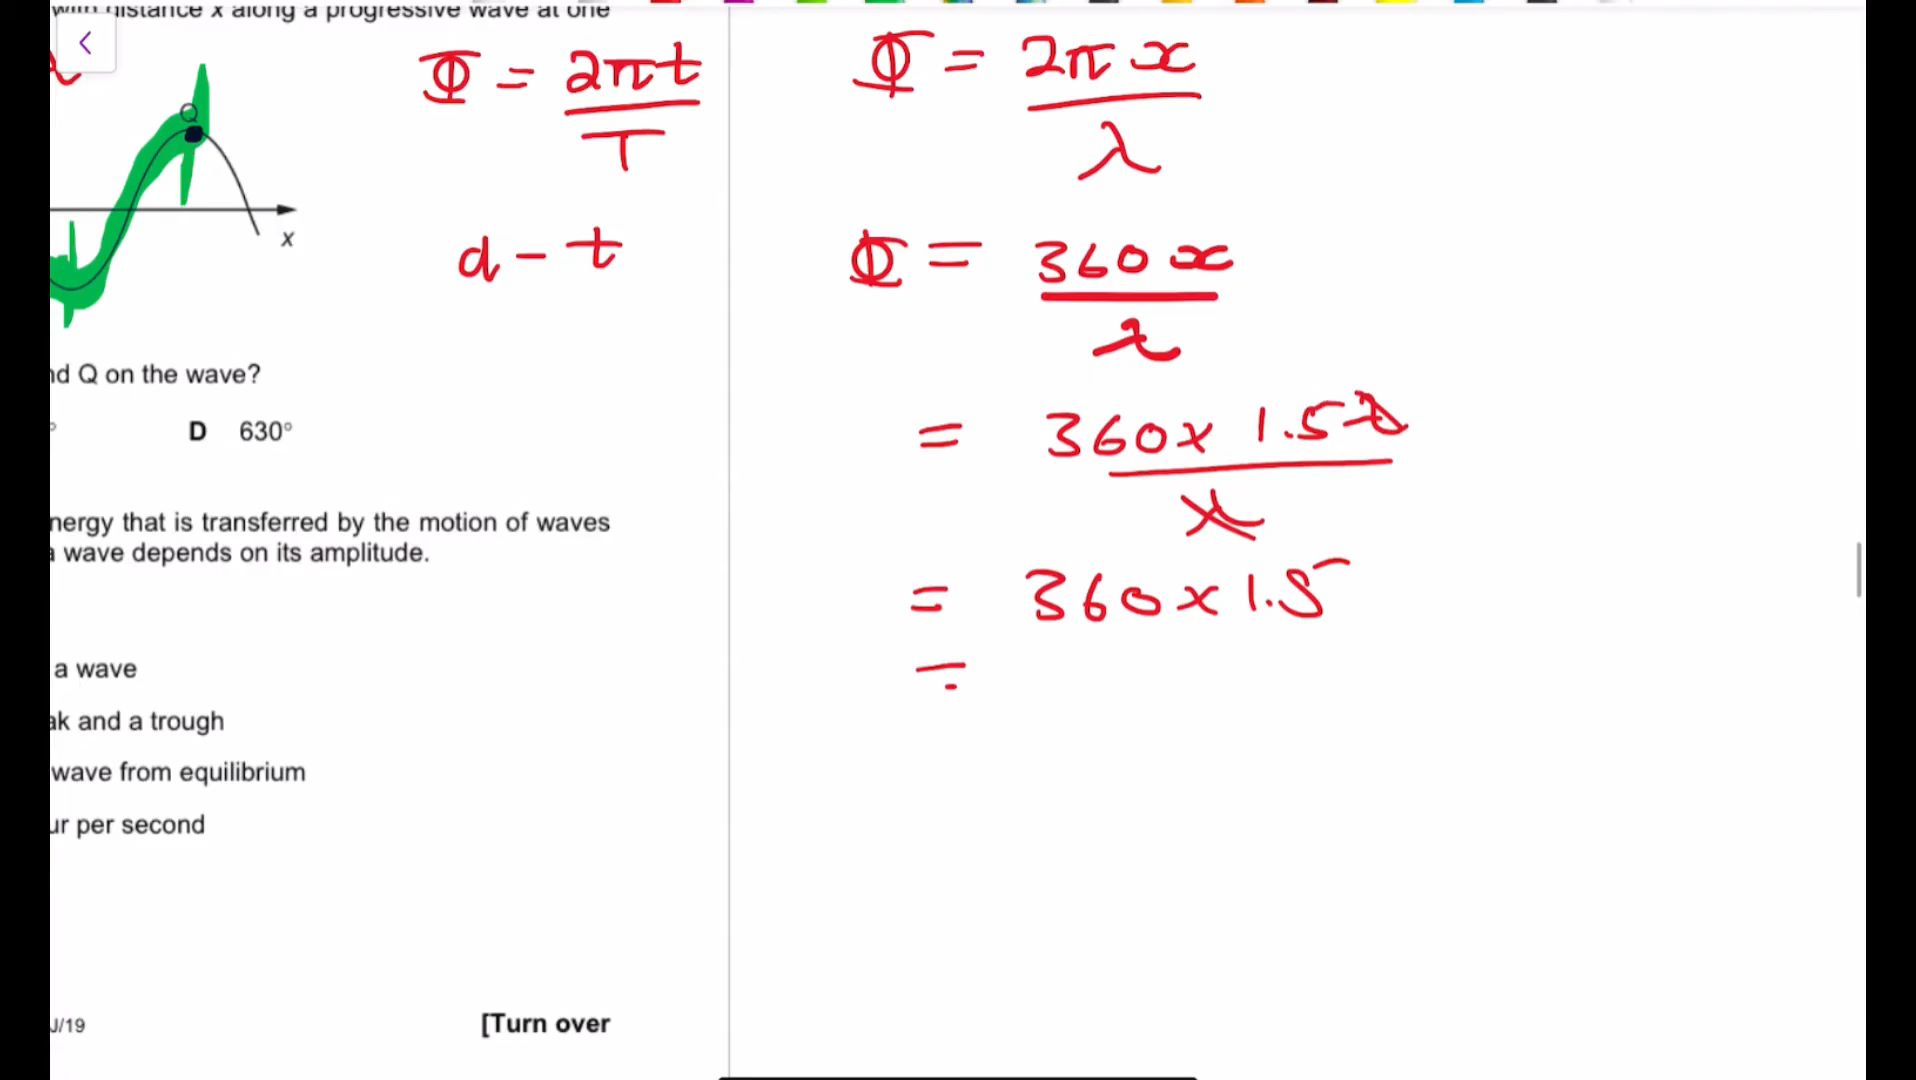 with distance x along a progressive wave at one
Q
x
Φ = 2πt
T
d - t
nd Q on the wave?
D 630°
nergy that is transferred by the motion of waves
a wave depends on its amplitude.
a wave
ak and a trough
wave from equilibrium
ur per second
J/19
[Turn over
Φ = 2πx
λ
Φ = 360x
λ
= 360 x 1.5λ
λ
= 360 x 1.5
=